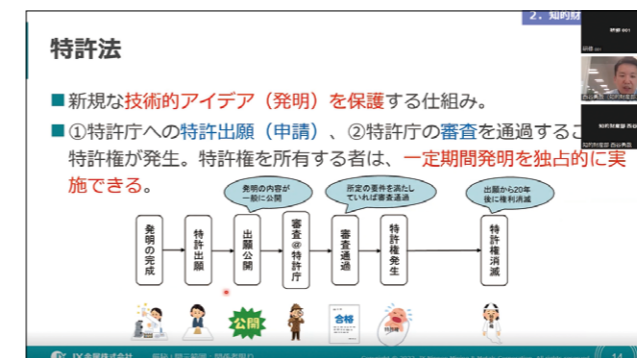 2. 知的財
特許法
■新規な技術的アイデア（発明）を保護する仕組み。
■①特許庁への特許出願（申請）、②特許庁の審査を通過するこ
特許権が発生。特許権を所有する者は、一定期間発明を独占的に実
施できる。
発明の内容が
一般に公開
所定の要件を満たし
ていれば審査通過
出願から20年
後に権利消滅
発明の完成
特許出願
出願公開
審査@特許庁
審査通過
特許権発生
特許権消滅
公開
合格
JX金属株式会社
14